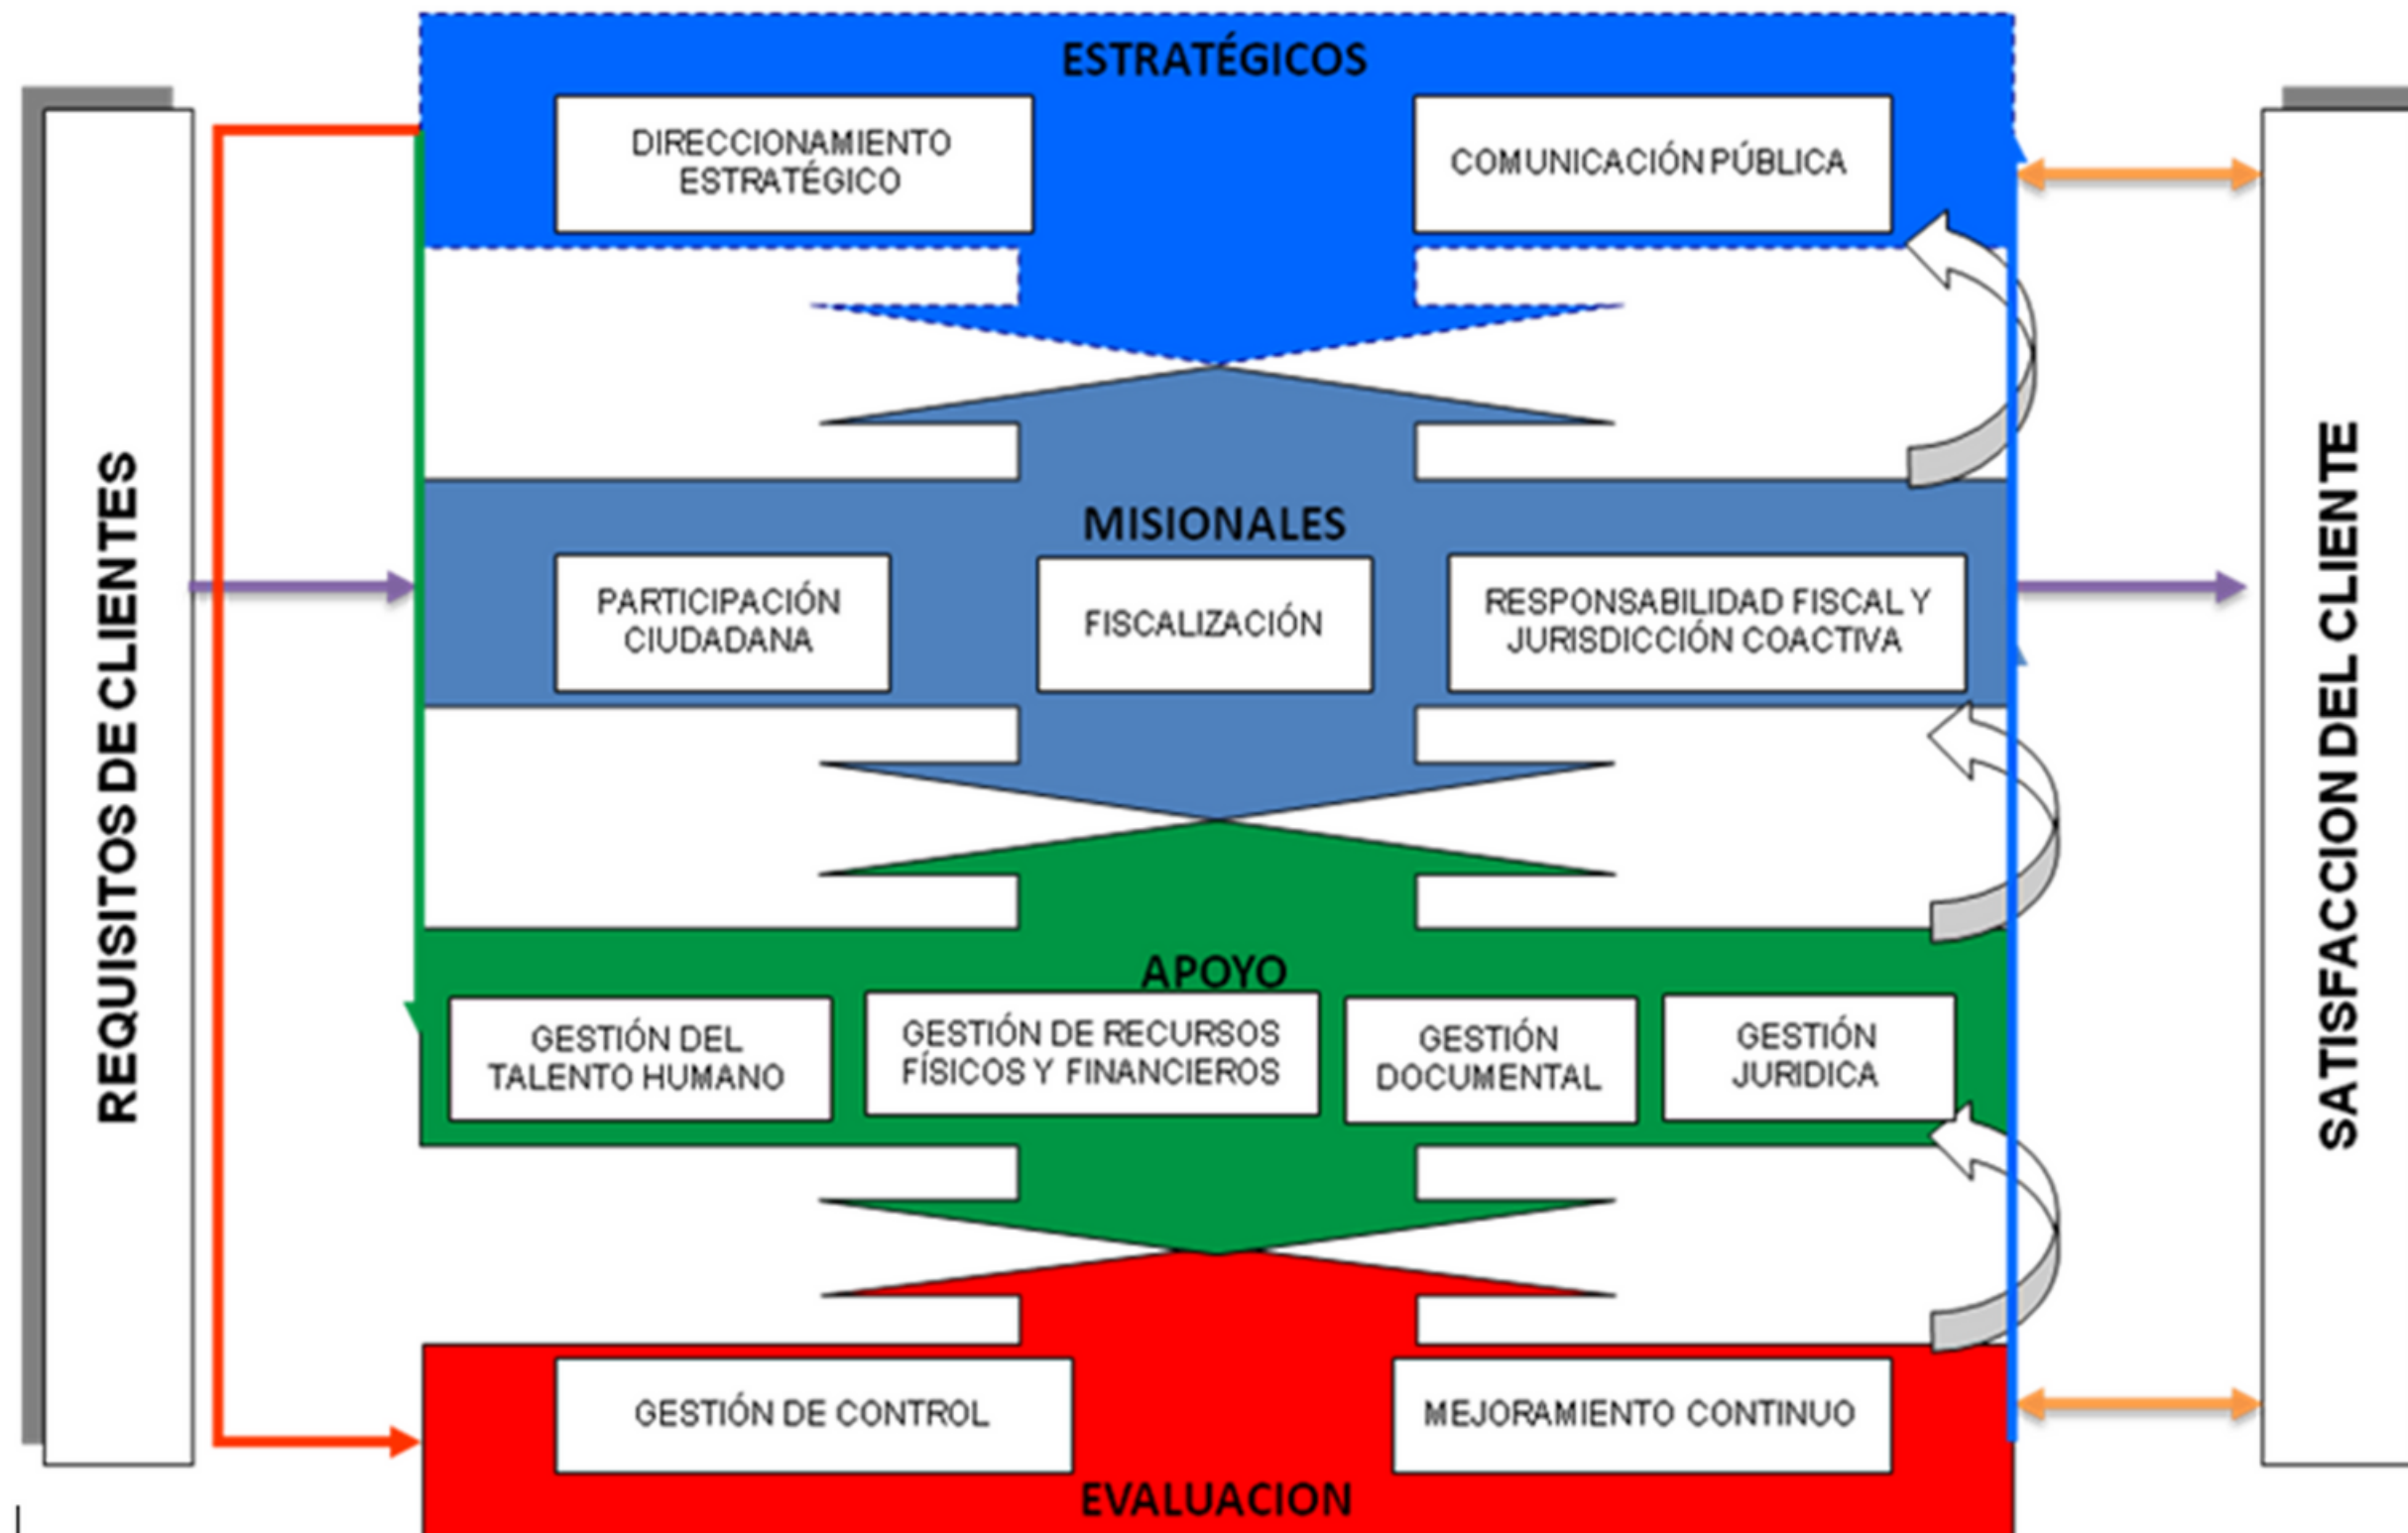 ESTRATÉGICOS
DIRECCIONAMIENTO
ESTRATÉGICO
COMUNICACIÓN PÚBLICA
REQUISITOS DE CLIENTES
MISIONALES
PARTICIPACIÓN
CIUDADANA
FISCALIZACIÓN
RESPONSABILIDAD FISCAL Y
JURISDICCIÓN COACTIVA
SATISFACCION DEL CLIENTE
APOYO
GESTIÓN DEL
TALENTO HUMANO
GESTIÓN DE RECURSOS
FÍSICOS Y FINANCIEROS
GESTIÓN
DOCUMENTAL
GESTIÓN
JURIDICA
GESTIÓN DE CONTROL
MEJORAMIENTO CONTINUO
EVALUACION